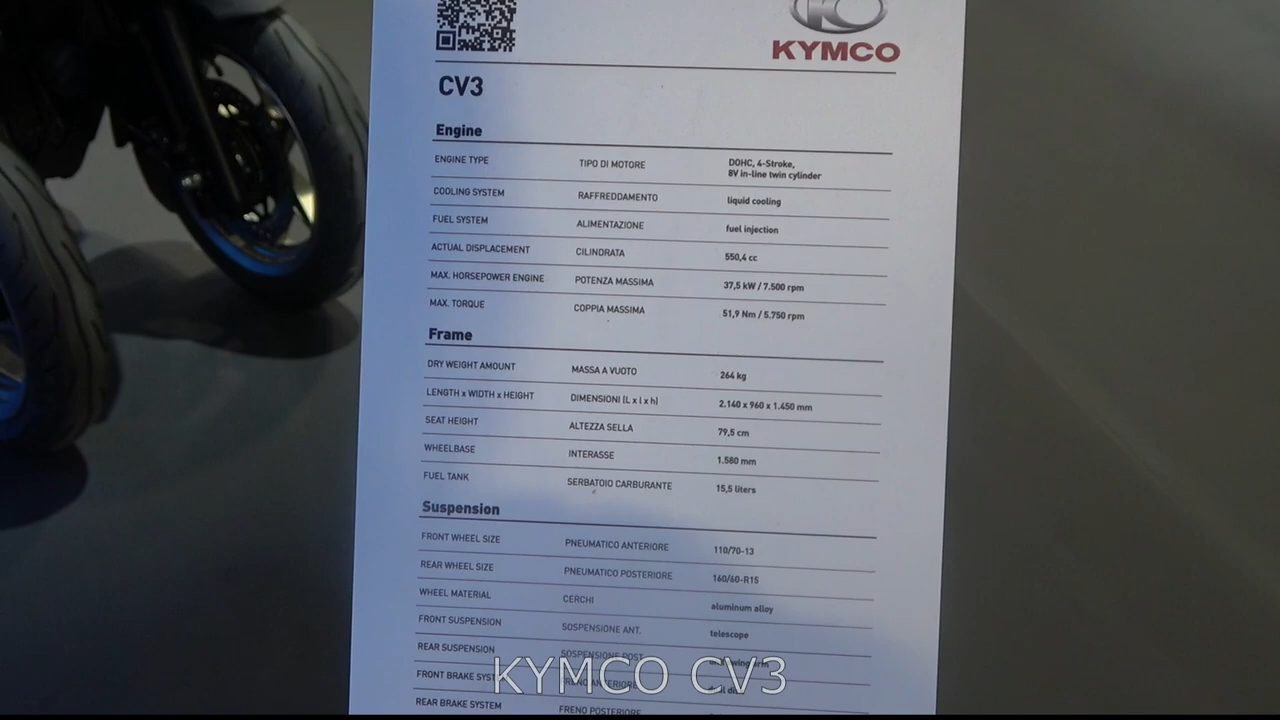 KYMCO
CV3
Engine
ENGINE TYPE TIPO DI MOTORE DOHC, 4-Stroke,
8V in-line twin cylinder
COOLING SYSTEM RAFFREDDAMENTO liquid cooling
FUEL SYSTEM ALIMENTAZIONE fuel injection
ACTUAL DISPLACEMENT CILINDRATA 550,4 cc
MAX. HORSEPOWER ENGINE POTENZA MASSIMA 37,5 kW / 7.500 rpm
MAX. TORQUE COPPIA MASSIMA 51,9 Nm / 5.750 rpm
Frame
DRY WEIGHT AMOUNT MASSA A VUOTO 264 kg
LENGTH x WIDTH x HEIGHT DIMENSIONI (L x l x h) 2.140 x 960 x 1.450 mm
SEAT HEIGHT ALTEZZA SELLA 79,5 cm
WHEELBASE INTERASSE 1.580 mm
FUEL TANK SERBATOIO CARBURANTE 15,5 liters
Suspension
FRONT WHEEL SIZE PNEUMATICO ANTERIORE 110/70-13
REAR WHEEL SIZE PNEUMATICO POSTERIORE 160/60-R15
WHEEL MATERIAL CERCHI aluminum alloy
FRONT SUSPENSION SOSPENSIONE ANT. telescope
REAR SUSPENSION SOSPENSIONE POST.
FRONT BRAKE FRENO ANTERIORE
REAR BRAKE SYSTEM FRENO POSTERIORE
KYMCO CV3